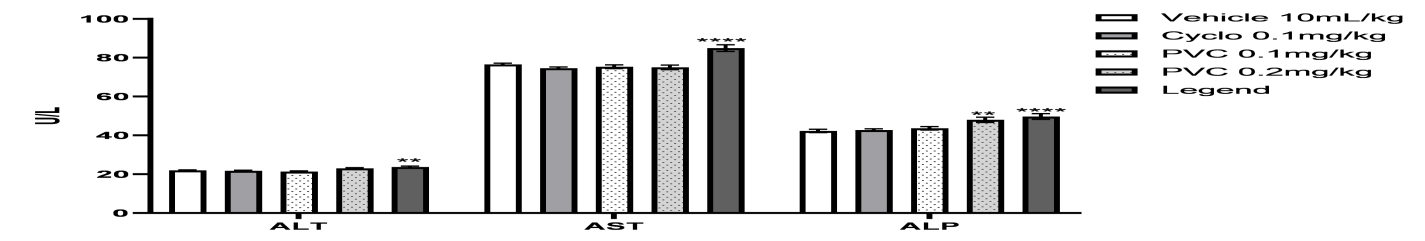 100
80
60
40
20
0
U/L
**
****
**
****
ALT
AST
ALP
Vehicle 10mL/kg
Cyclo 0.1mg/kg
PVC 0.1mg/kg
PVC 0.2mg/kg
Legend